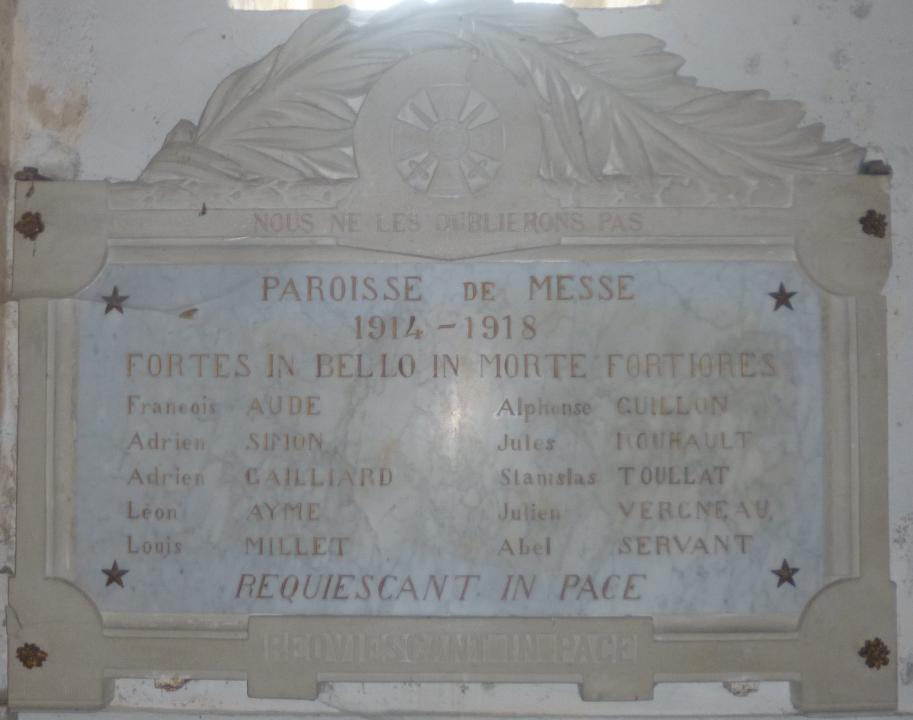 NOUS NE LES OUBLIERONS PAS
PAROISSE DE MESSE
1914 - 1918
FORTES IN BELLO IN MORTE FORTIORES
François AUDE Alphonse GUILLON
Adrien SIMON Jules ROUHAULT
Adrien GAILLIARD Stanislas TOULLAT
Léon AYME Julien VERGNEAU
Louis MILLET Abel SERVANT
REQUIESCANT IN PACE
REQVIESCANT IN PACE